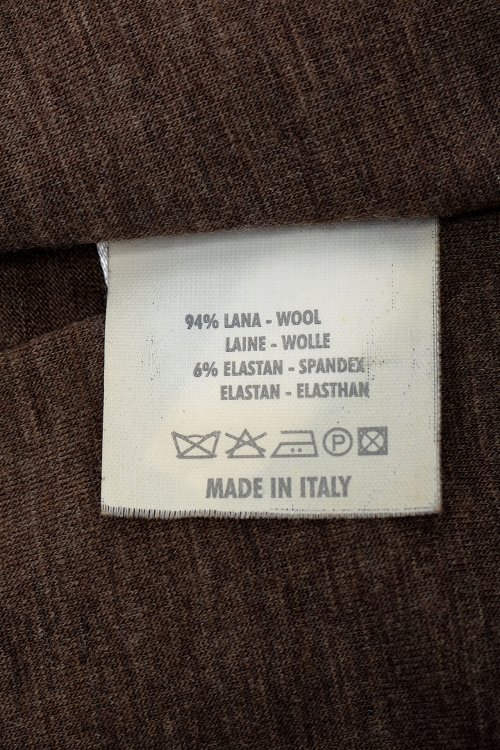 94% LANA - WOOL
LAINE - WOLLE
6% ELASTAN - SPANDEX
ELASTAN - ELASTHAN
P
MADE IN ITALY